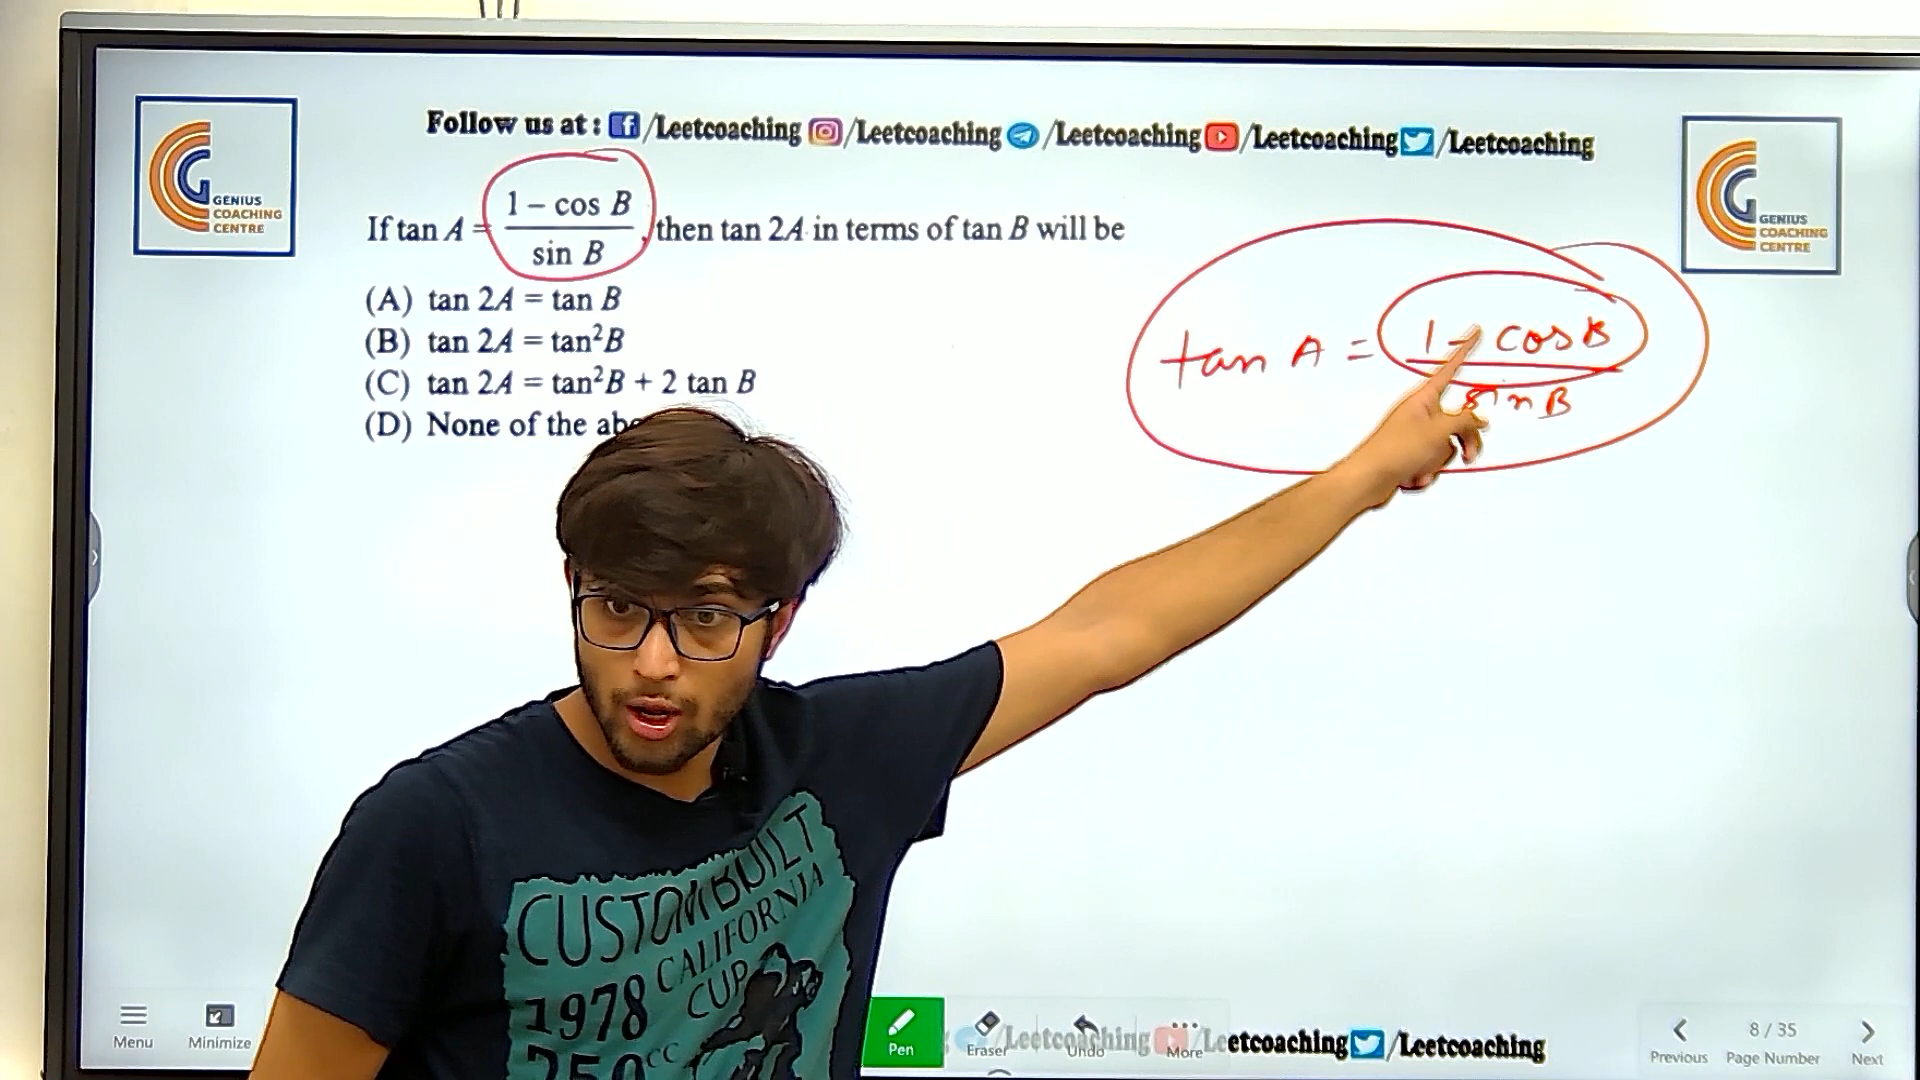 Follow us at : /Leetcoaching /Leetcoaching /Leetcoaching /Leetcoaching /Leetcoaching
GENIUS
COACHING
CENTRE
GENIUS
COACHING
CENTRE
If tan A = (1 – cos B)/(sin B), then tan 2A in terms of tan B will be
(A) tan 2A = tan B
(B) tan 2A = tan²B
(C) tan 2A = tan²B + 2 tan B
(D) None of the
tan A = (1 - cos B)/(sin B)
CUSTOM BUILT
CALIFORNIA
1978 CUP
250cc
Menu
Minimize
Pen
Eraser
Undo
More
/Leetcoaching /Leetcoaching /Leetcoaching
Previous
8 / 35
Page Number
Next